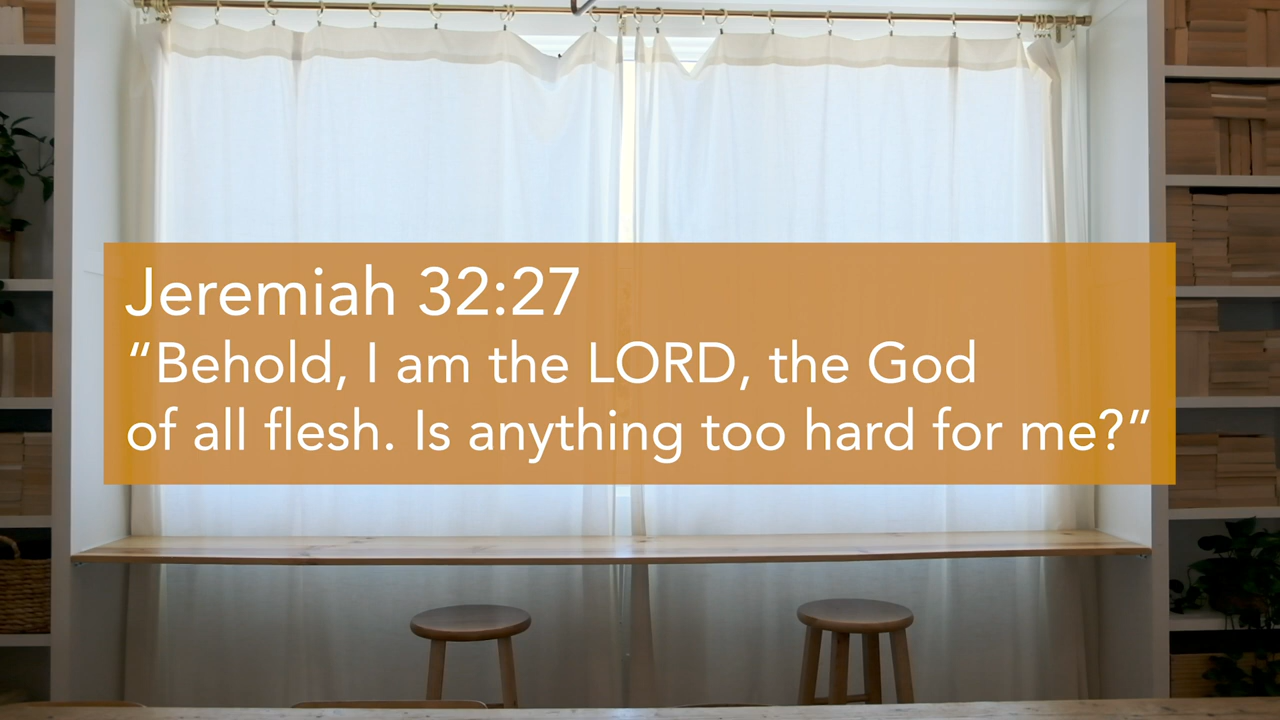 Jeremiah 32:27
“Behold, I am the LORD, the God
of all flesh. Is anything too hard for me?”